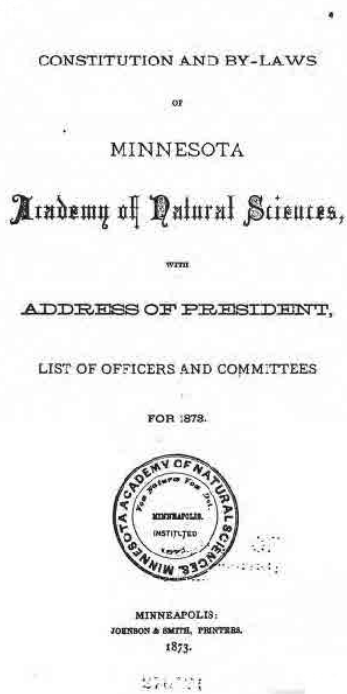 CONSTITUTION AND BY-LAWS
OF
MINNESOTA
Academy of Natural Sciences,
WITH
ADDRESS OF PRESIDENT,
LIST OF OFFICERS AND COMMITTEES
FOR 1873.
MINNESOTA ACADEMY OF NATURAL SCIENCES,
MINNEAPOLIS.
INSTITUTED
MINNEAPOLIS:
JOHNSON & SMITH, PRINTERS.
1873.